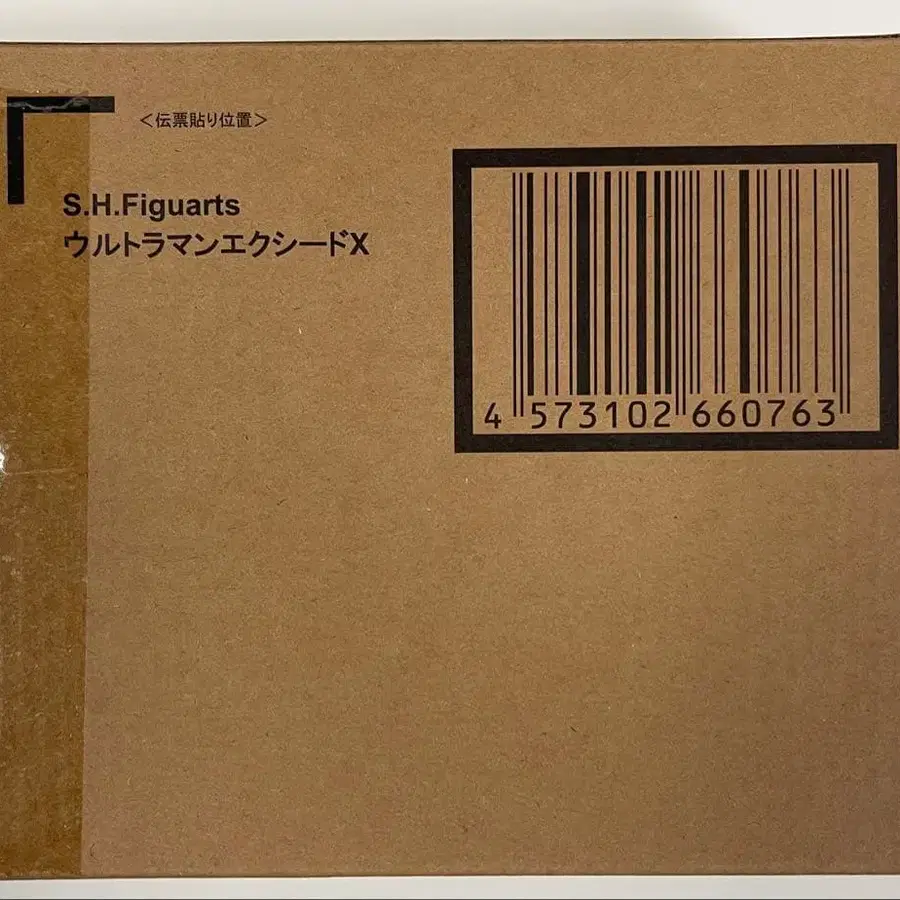 <伝票貼り位置>
S.H.Figuarts
ウルトラマンエクシードX
4 573102 660763